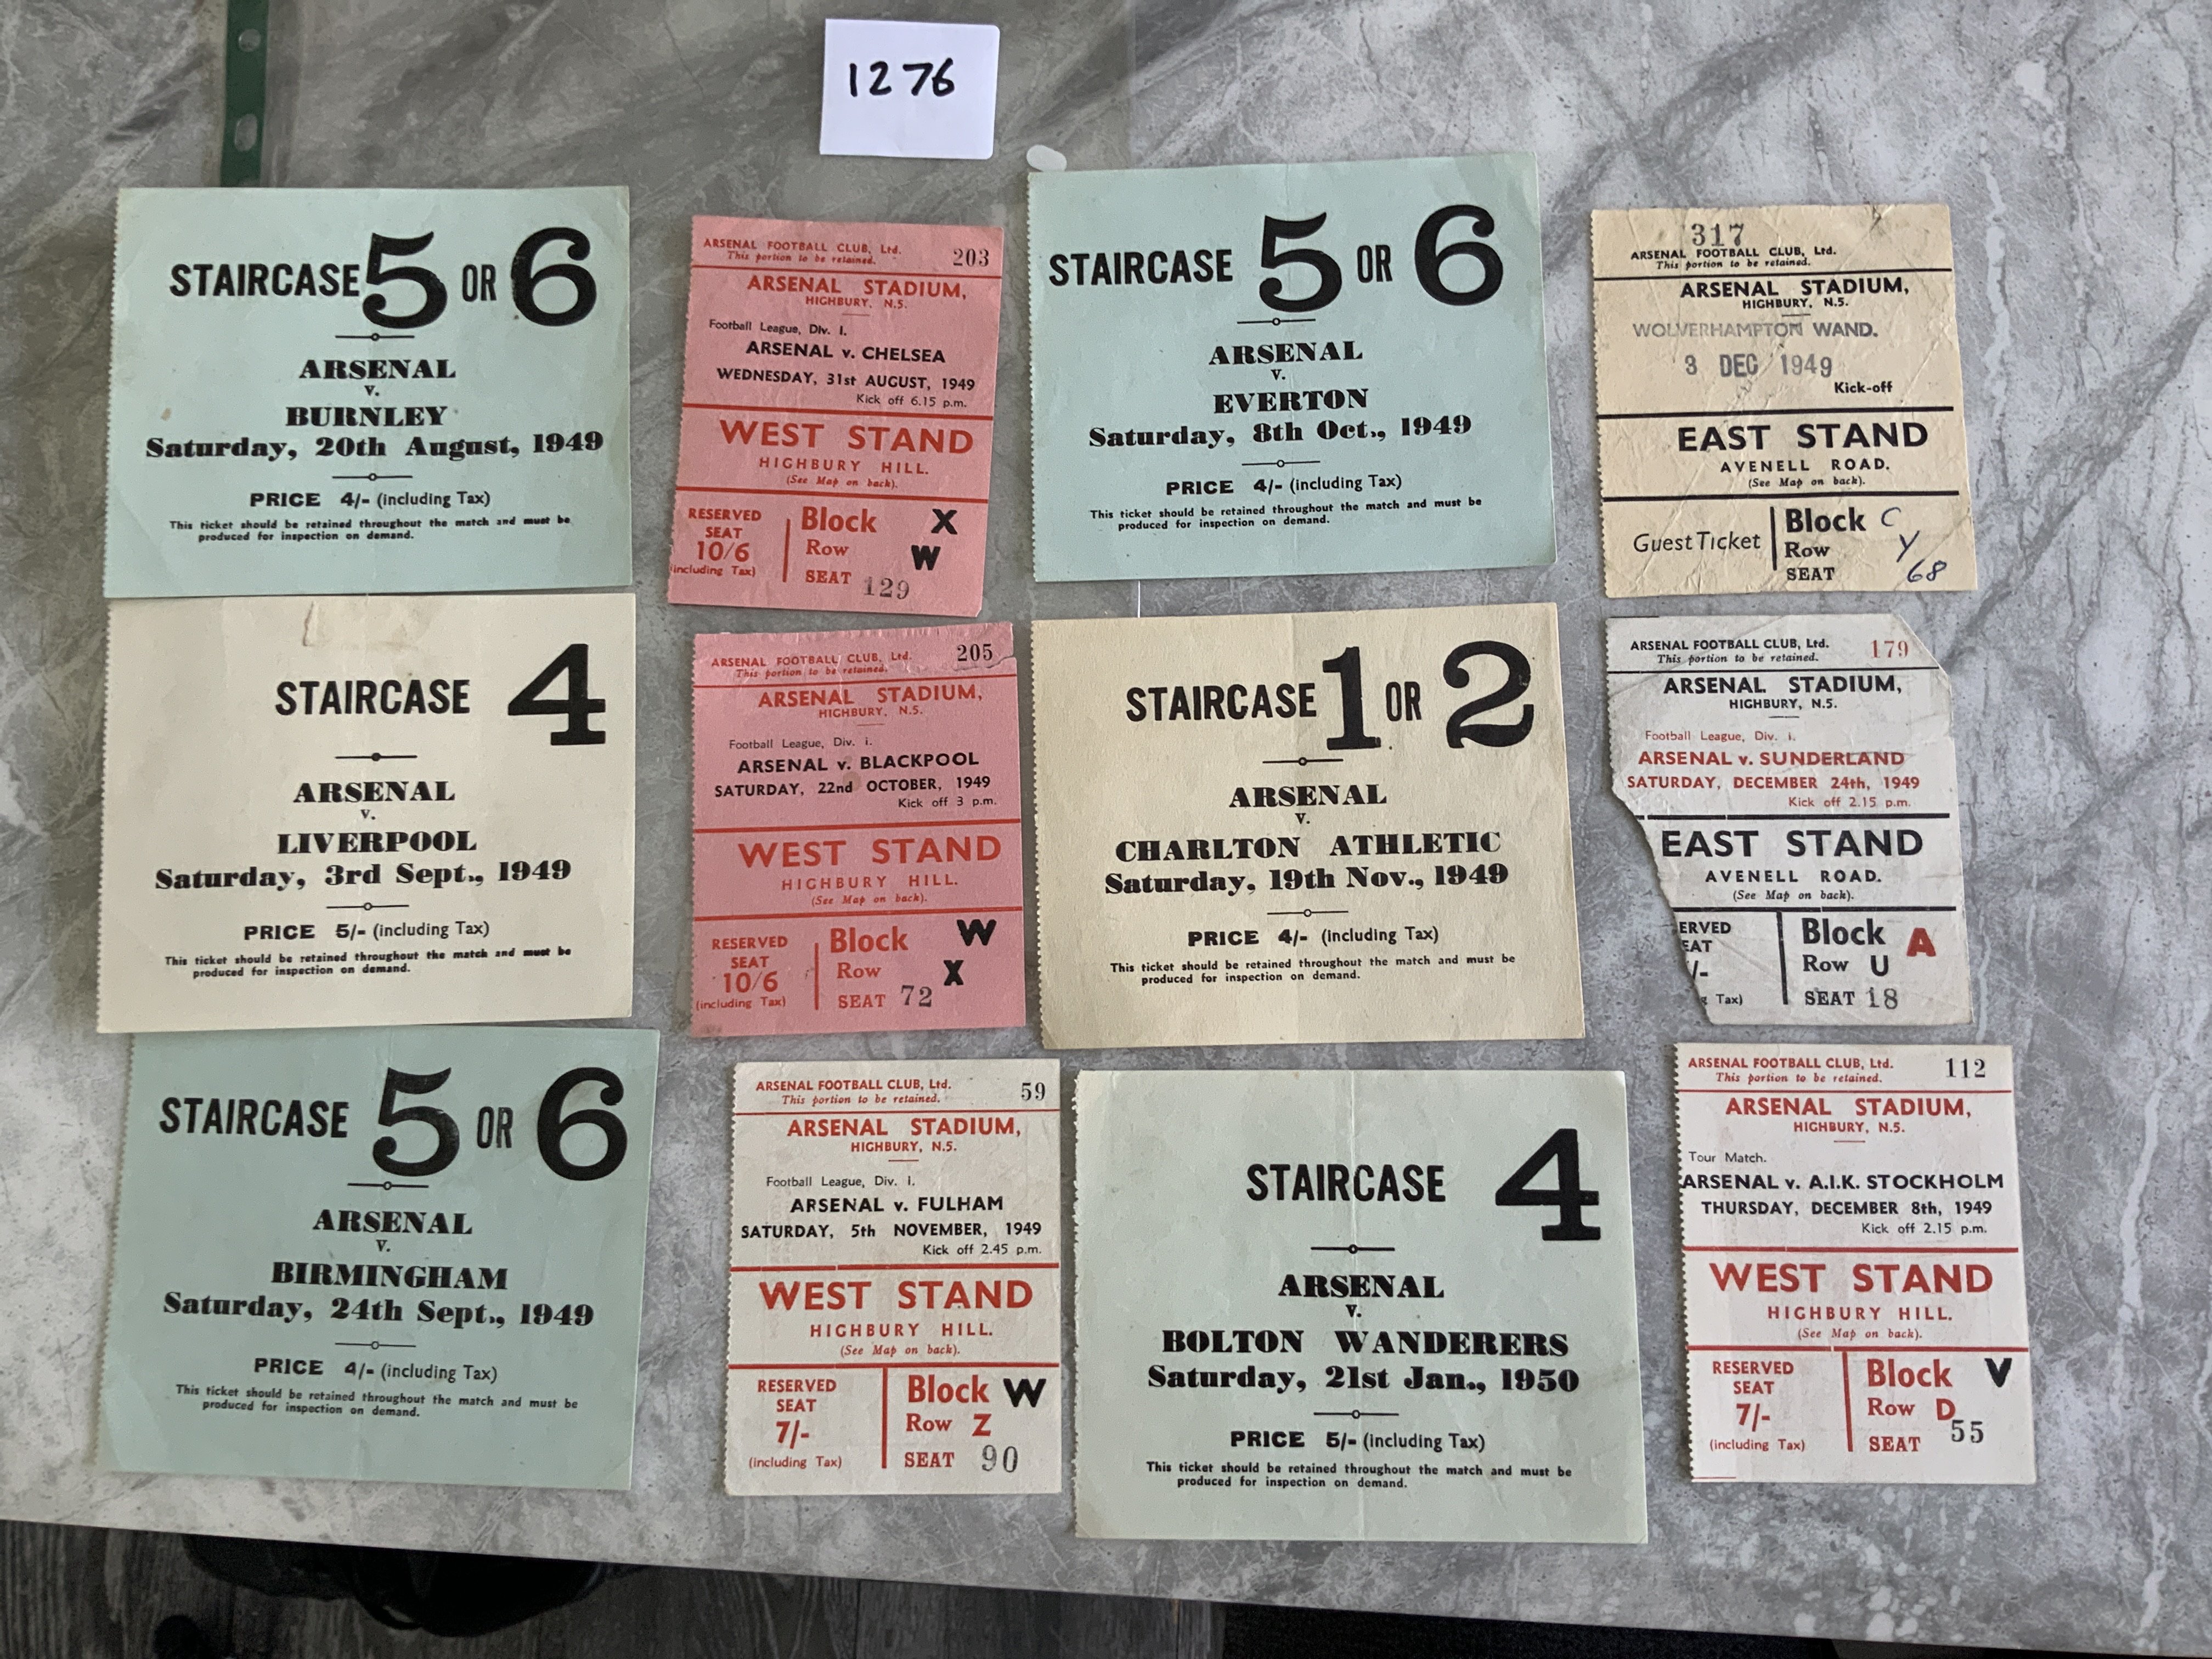 1276
STAIRCASE 5 OR 6
ARSENAL
v.
BURNLEY
Saturday, 20th August, 1949
PRICE 4/- (including Tax)
This ticket should be retained throughout the match and must be
produced for inspection on demand.
ARSENAL FOOTBALL CLUB, Ltd.
This portion to be retained.
203
ARSENAL STADIUM,
HIGHBURY, N.5.
Football League, Div. I.
ARSENAL v. CHELSEA
WEDNESDAY, 31st AUGUST, 1949
Kick off 6.15 p.m.
WEST STAND
HIGHBURY HILL.
(See Map on back).
RESERVED
SEAT
10/6
(including Tax)
Block X
Row W
SEAT 129
STAIRCASE 5 OR 6
ARSENAL
v.
EVERTON
Saturday, 8th Oct., 1949
PRICE 4/- (including Tax)
This ticket should be retained throughout the match and must be
produced for inspection on demand.
317
ARSENAL FOOTBALL CLUB, Ltd.
This portion to be retained.
ARSENAL STADIUM,
HIGHBURY, N.5.
WOLVERHAMPTON WAND.
3 DEC 1949
Kick-off
EAST STAND
AVENELL ROAD.
(See Map on back).
Guest Ticket
Block C
Row Y
SEAT 68
STAIRCASE 4
ARSENAL
v.
LIVERPOOL
Saturday, 3rd Sept., 1949
PRICE 5/- (including Tax)
This ticket should be retained throughout the match and must be
produced for inspection on demand.
ARSENAL FOOTBALL CLUB, Ltd.
This portion to be retained.
205
ARSENAL STADIUM,
HIGHBURY, N.5.
Football League, Div. I.
ARSENAL v. BLACKPOOL
SATURDAY, 22nd OCTOBER, 1949
Kick off 3 p.m.
WEST STAND
HIGHBURY HILL.
(See Map on back).
RESERVED
SEAT
10/6
(including Tax)
Block W
Row X
SEAT 72
STAIRCASE 1 OR 2
ARSENAL
v.
CHARLTON ATHLETIC
Saturday, 19th Nov., 1949
PRICE 4/- (including Tax)
This ticket should be retained throughout the match and must be
produced for inspection on demand.
ARSENAL FOOTBALL CLUB, Ltd.
This portion to be retained.
179
ARSENAL STADIUM,
HIGHBURY, N.5.
Football League, Div. I.
ARSENAL v. SUNDERLAND
SATURDAY, DECEMBER 24th, 1949
Kick off 2.15 p.m.
EAST STAND
AVENELL ROAD.
(See Map on back).
ERVED
EAT
/-
g Tax)
Block A
Row U
SEAT 18
STAIRCASE 5 OR 6
ARSENAL
v.
BIRMINGHAM
Saturday, 24th Sept., 1949
PRICE 4/- (including Tax)
This ticket should be retained throughout the match and must be
produced for inspection on demand.
ARSENAL FOOTBALL CLUB, Ltd.
This portion to be retained.
59
ARSENAL STADIUM,
HIGHBURY, N.5.
Football League, Div. I.
ARSENAL v. FULHAM
SATURDAY, 5th NOVEMBER, 1949
Kick off 2.45 p.m.
WEST STAND
HIGHBURY HILL.
(See Map on back).
RESERVED
SEAT
7/-
(including Tax)
Block W
Row Z
SEAT 90
STAIRCASE 4
ARSENAL
v.
BOLTON WANDERERS
Saturday, 21st Jan., 1950
PRICE 5/- (including Tax)
This ticket should be retained throughout the match and must be
produced for inspection on demand.
ARSENAL FOOTBALL CLUB, Ltd.
This portion to be retained.
112
ARSENAL STADIUM,
HIGHBURY, N.5.
Tour Match.
ARSENAL v. A.I.K. STOCKHOLM
THURSDAY, DECEMBER 8th, 1949
Kick off 2.15 p.m.
WEST STAND
HIGHBURY HILL.
(See Map on back).
RESERVED
SEAT
7/-
(including Tax)
Block V
Row D
SEAT 55